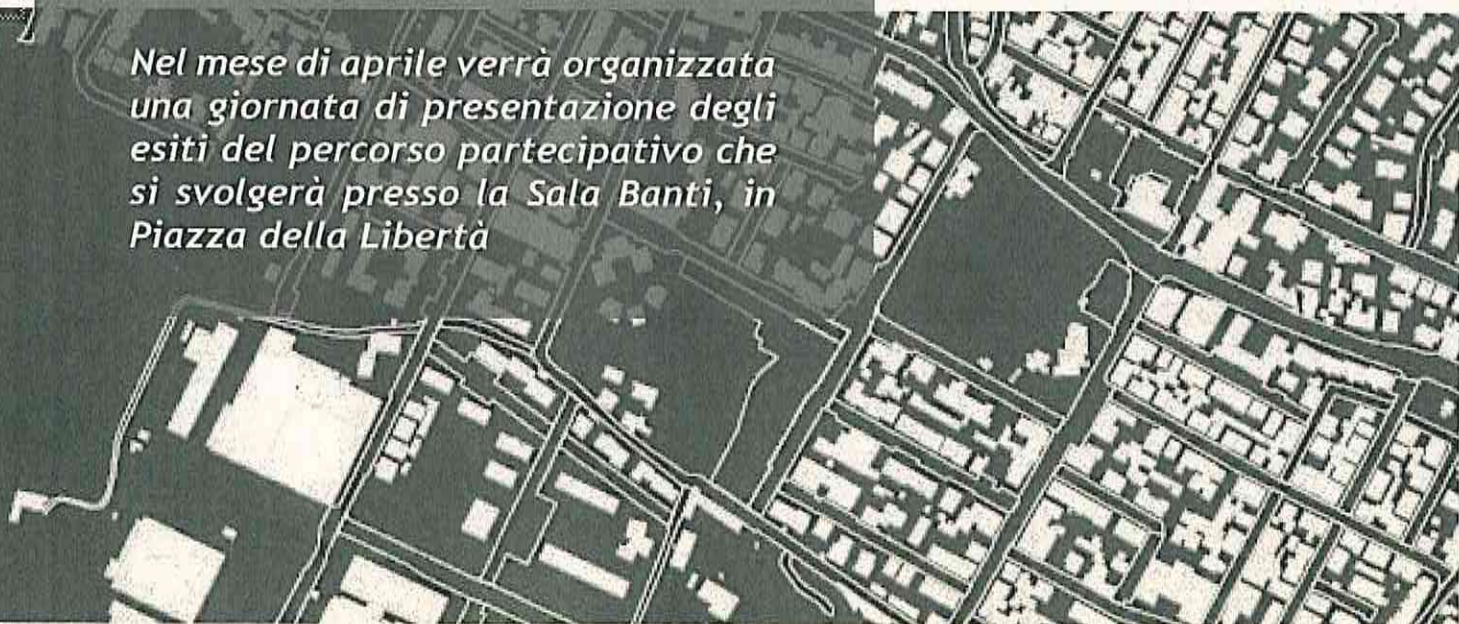 Nel mese di aprile verrà organizzata
una giornata di presentazione degli
esiti del percorso partecipativo che
si svolgerà presso la Sala Banti, in
Piazza della Libertà